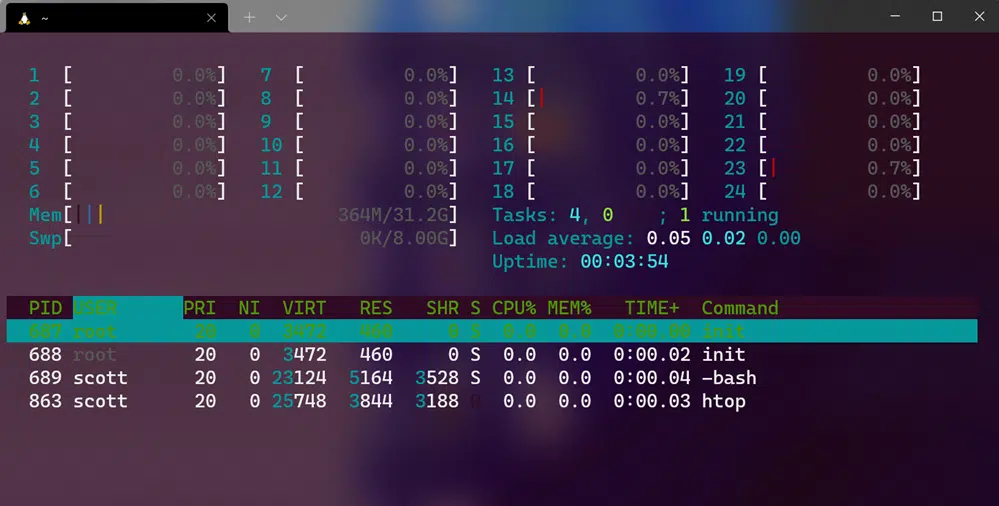 ~
1 [ 0.0%] 7 [ 0.0%] 13 [ 0.0%] 19 [ 0.0%]
2 [ 0.0%] 8 [ 0.0%] 14 [| 0.7%] 20 [ 0.0%]
3 [ 0.0%] 9 [ 0.0%] 15 [ 0.0%] 21 [ 0.0%]
4 [ 0.0%] 10 [ 0.0%] 16 [ 0.0%] 22 [ 0.0%]
5 [ 0.0%] 11 [ 0.0%] 17 [ 0.0%] 23 [| 0.7%]
6 [ 0.0%] 12 [ 0.0%] 18 [ 0.0%] 24 [ 0.0%]
Mem[||| 364M/31.2G] Tasks: 4, 0 ; 1 running
Swp[ 0K/8.00G] Load average: 0.05 0.02 0.00
Uptime: 00:03:54
PID USER PRI NI VIRT RES SHR S CPU% MEM% TIME+ Command
687 root 20 0 3472 460 0 S 0.0 0.0 0:00.00 init
688 root 20 0 3472 460 0 S 0.0 0.0 0:00.02 init
689 scott 20 0 23124 5164 3528 S 0.0 0.0 0:00.04 -bash
863 scott 20 0 25748 3844 3188 0.0 0.0 0:00.03 htop